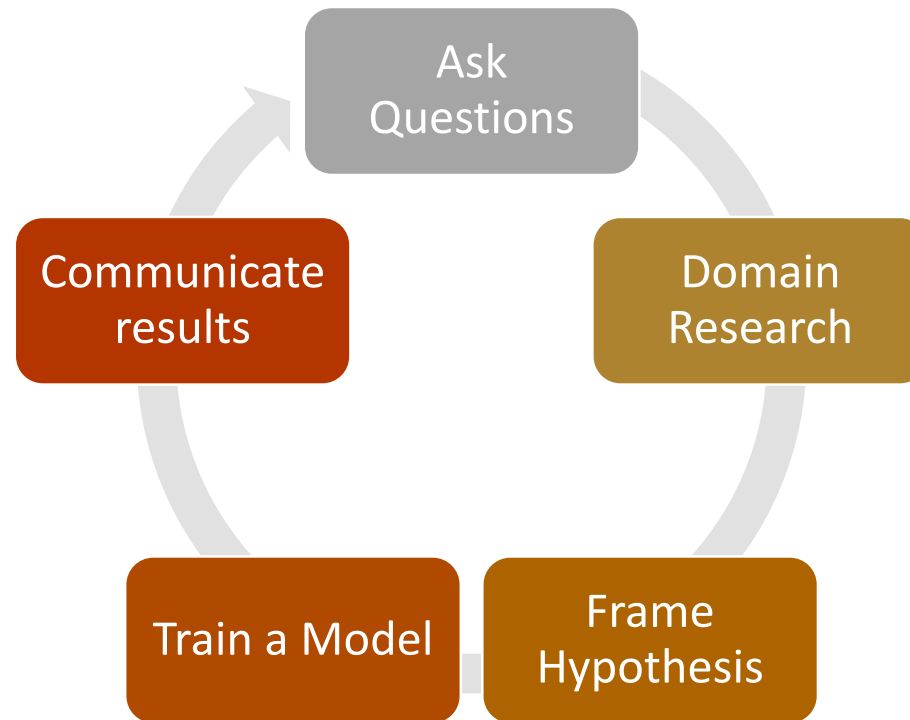 Ask
Questions
Domain
Research
Frame
Hypothesis
Train a Model
Communicate
results